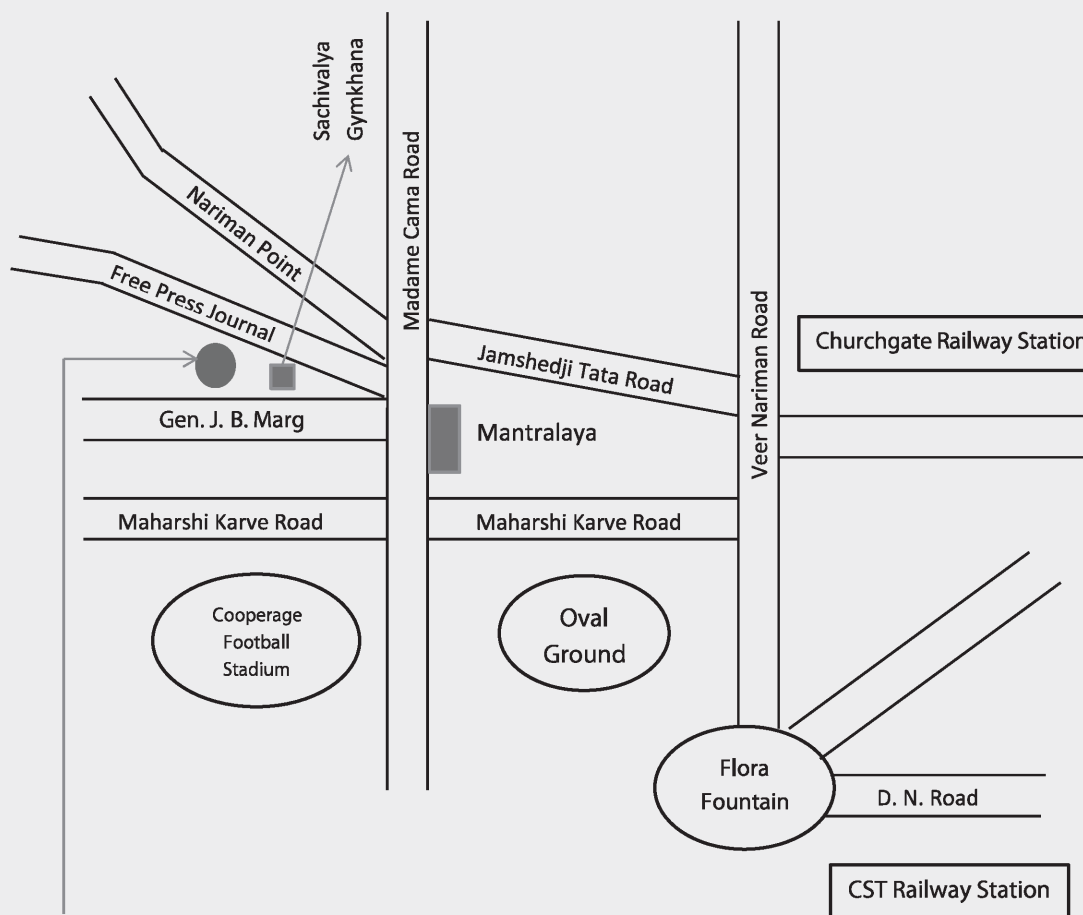 Sachivalya
Gymkhana
Madame Cama Road
Nariman Point
Free Press Journal
Veer Nariman Road
Churchgate Railway Station
Jamshedji Tata Road
Gen. J. B. Marg
Mantralaya
Maharshi Karve Road
Maharshi Karve Road
Cooperage
Football
Stadium
Oval
Ground
Flora
Fountain
D. N. Road
CST Railway Station